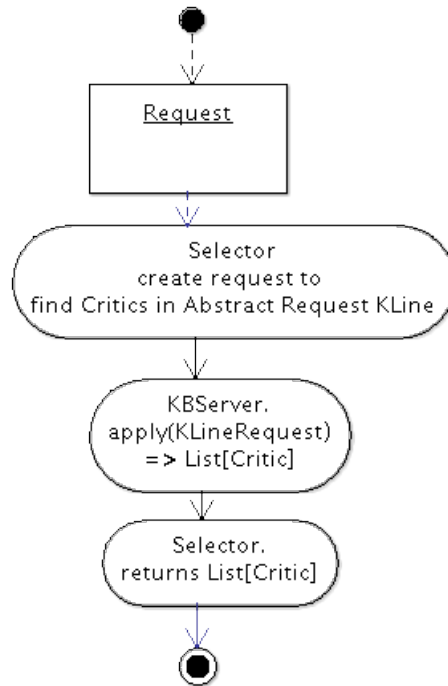 Request
Selector
create request to
find Critics in Abstract Request KLine
KBServer.
apply(KLineRequest)
=> List[Critic]
Selector.
returns List[Critic]